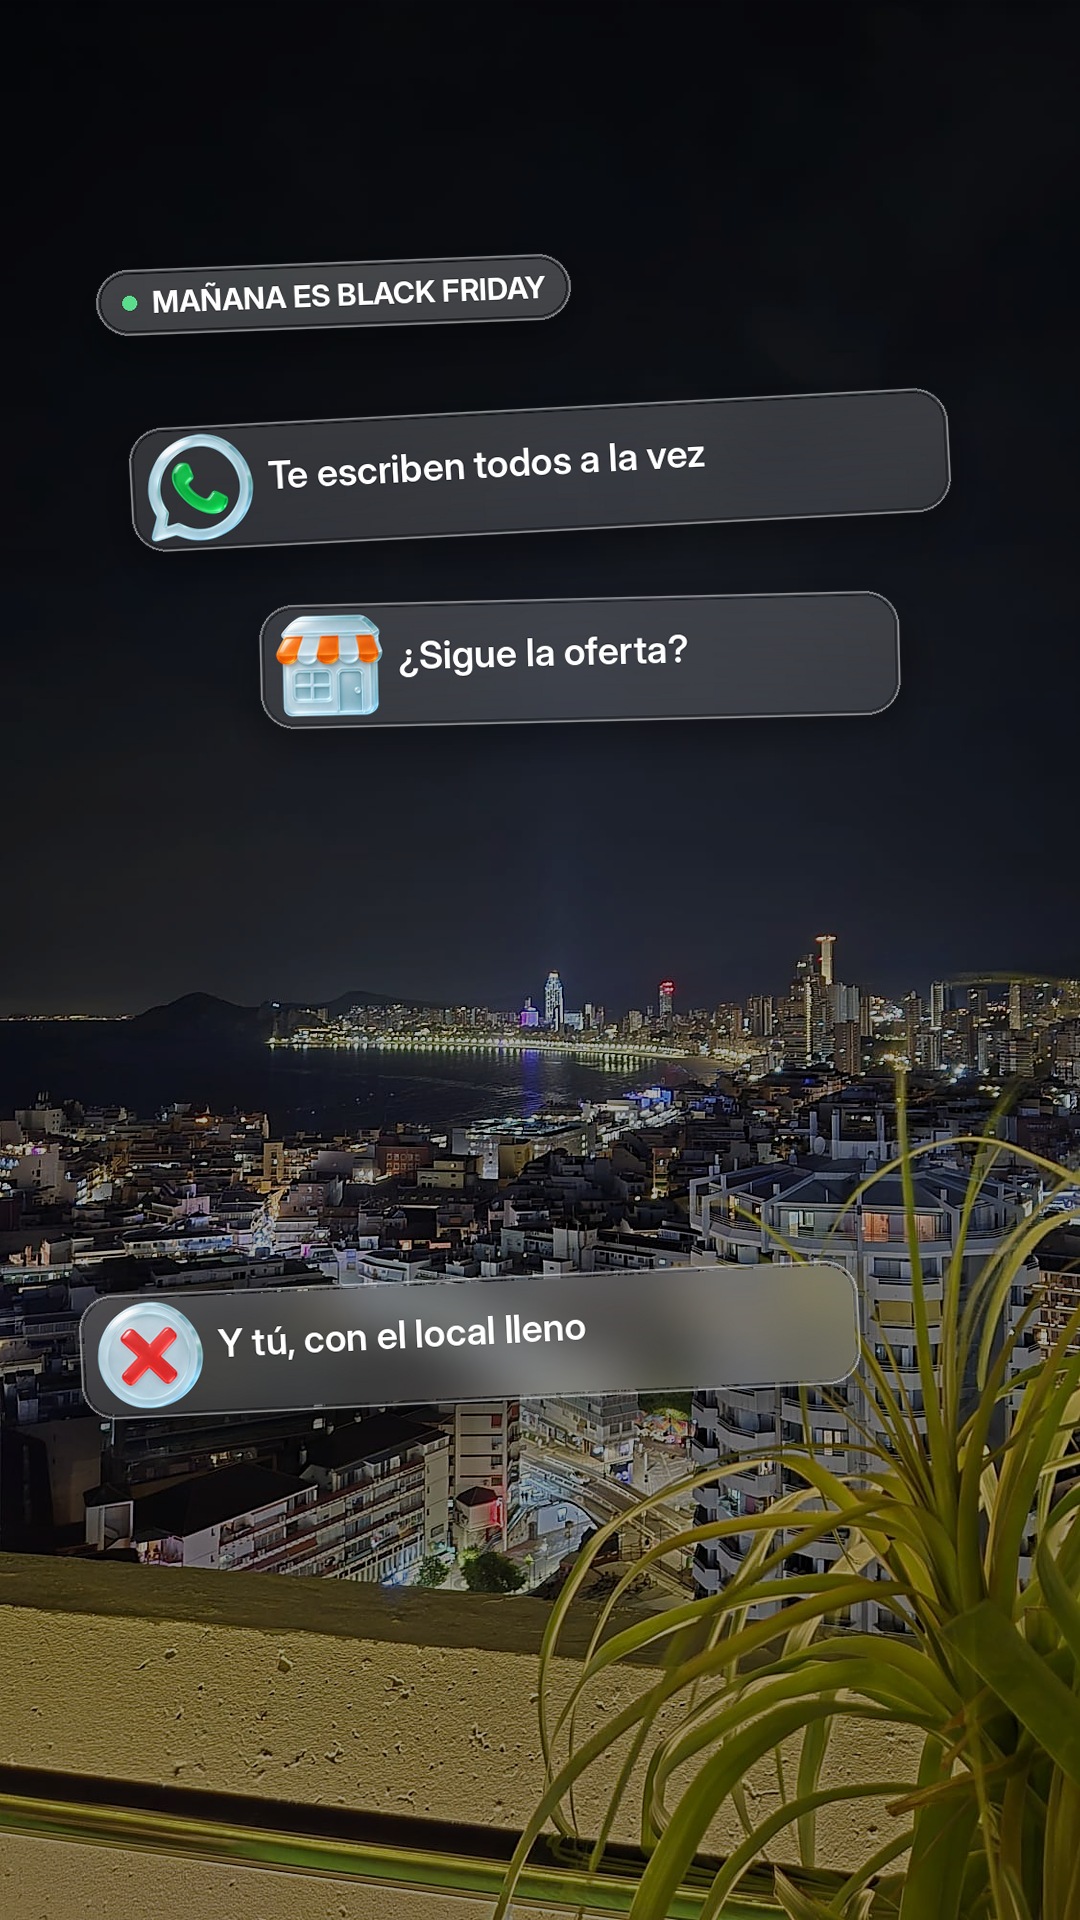 MAÑANA ES BLACK FRIDAY
Te escriben todos a la vez
¿Sigue la oferta?
Y tú, con el local lleno